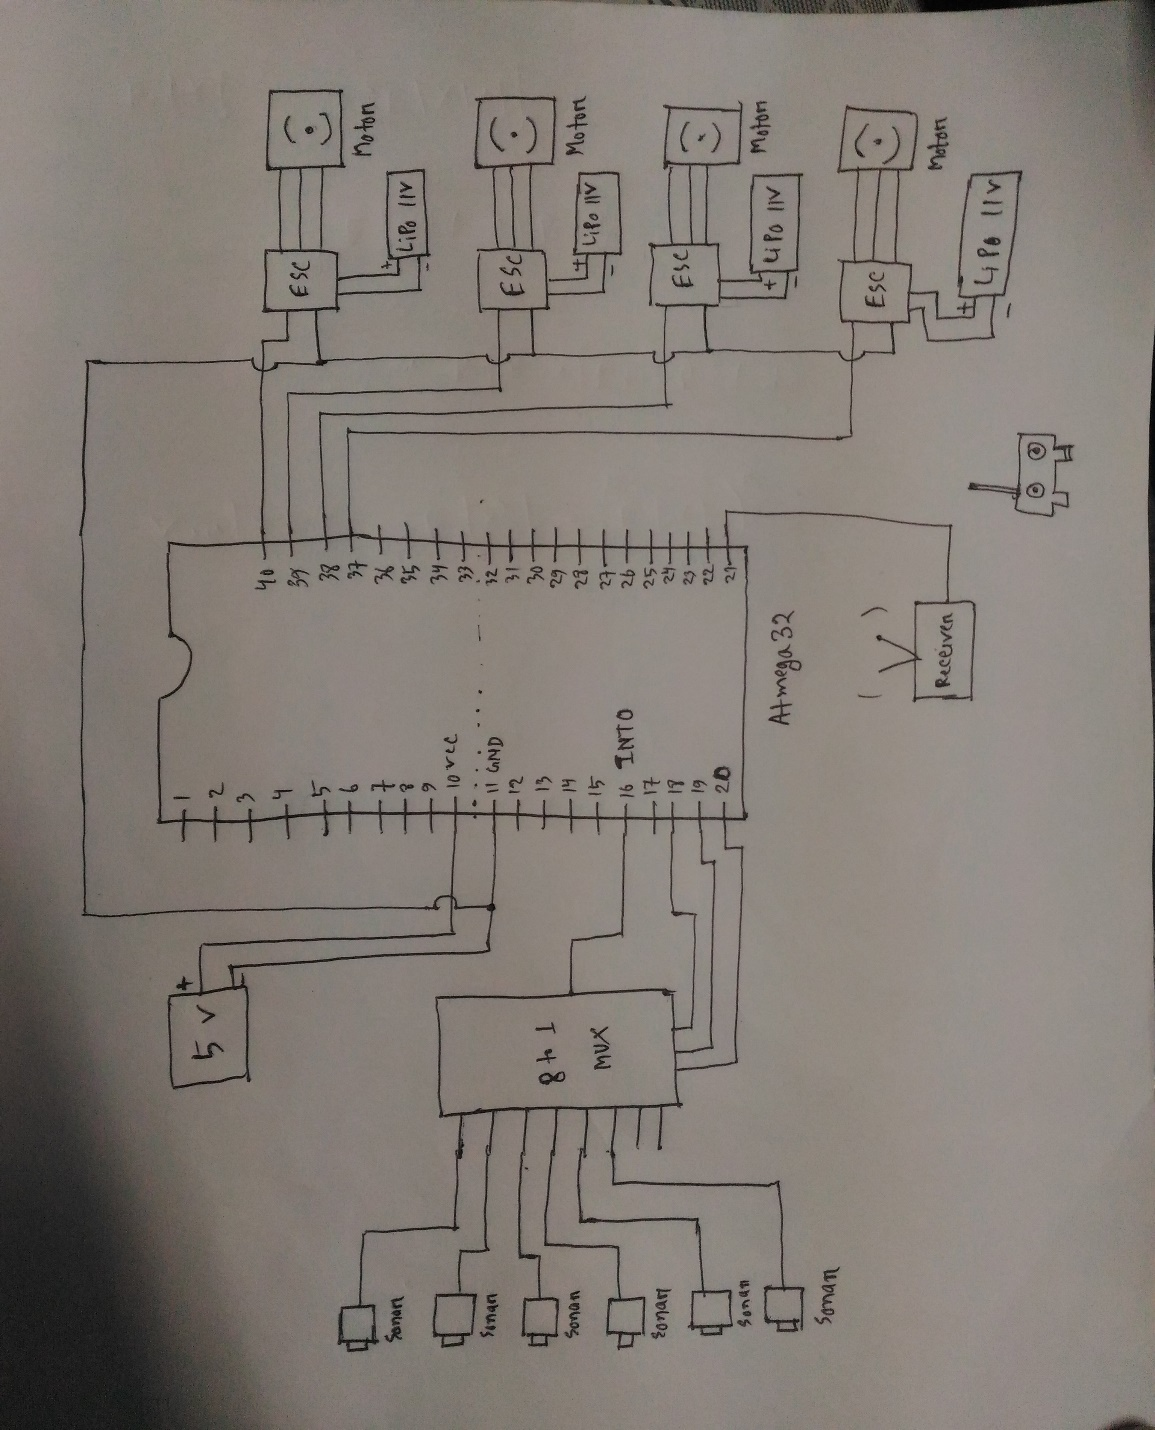 Motor
Motor
Motor
Motor
LiPo 11V
LiPo 11V
LiPo 11V
LiPo 11V
+
-
+
-
+
-
+
-
ESC
ESC
ESC
ESC
40
39
38
37
36
35
34
33
32
31
30
29
28
27
26
25
24
23
22
21
Atmega32
Receiver
1
2
3
4
5
6
7
8
9
10 vcc
11 GND
12
13
14
15
16 INT0
17
18
19
20
+
-
5 V
8 to 1
MUX
Sonar
Sonar
Sonar
Sonar
Sonar
Sonar